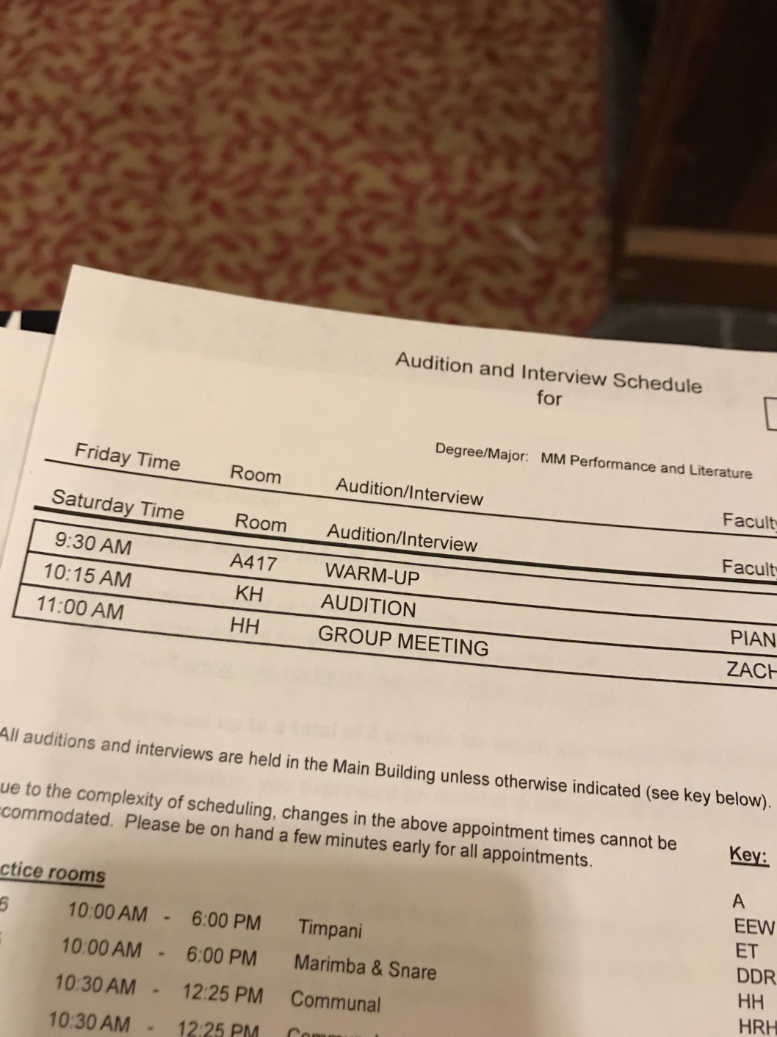 Audition and Interview Schedule
for
Degree/Major: MM Performance and Literature
Friday Time Room Audition/Interview Facult
Saturday Time Room Audition/Interview Facult
9:30 AM A417 WARM-UP
10:15 AM KH AUDITION PIAN
11:00 AM HH GROUP MEETING ZACH
All auditions and interviews are held in the Main Building unless otherwise indicated (see key below).
ue to the complexity of scheduling, changes in the above appointment times cannot be
commodated. Please be on hand a few minutes early for all appointments.
Key:
ctice rooms
6 10:00 AM - 6:00 PM Timpani
10:00 AM - 6:00 PM Marimba & Snare
10:30 AM - 12:25 PM Communal
10:30 AM - 12:25 PM
A
EEW
ET
DDR
HH
HRH